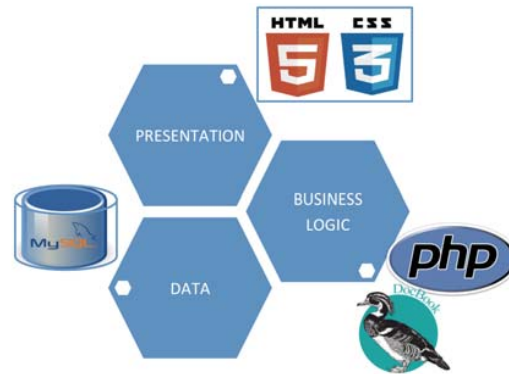 HTML CSS
5 3
PRESENTATION
BUSINESS
LOGIC
MySQL
php
DocBook
DATA